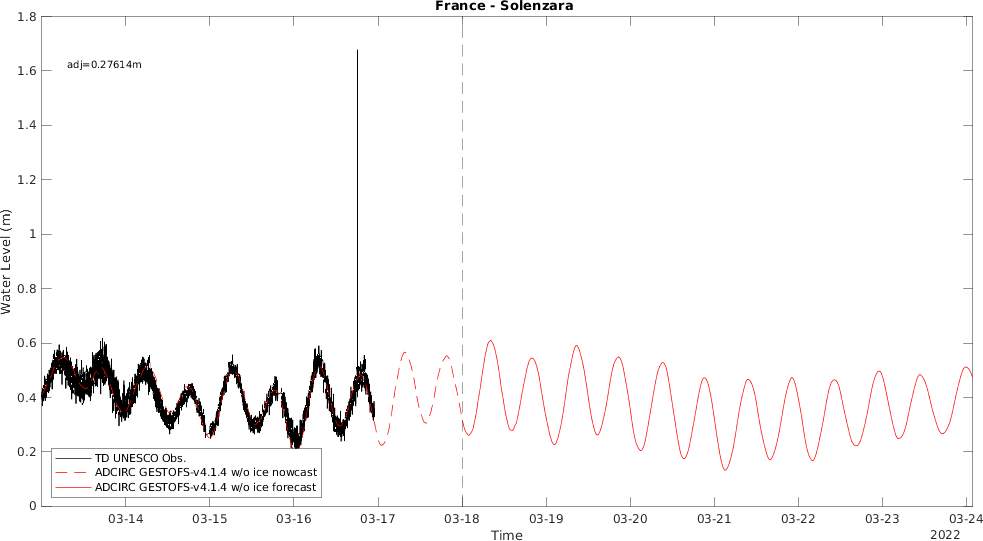 France - Solenzara
1.8
1.6
1.4
1.2
1
0.8
0.6
0.4
0.2
0
Water Level (m)
adj=0.27614m
TD UNESCO Obs.
ADCIRC GESTOFS-v4.1.4 w/o ice nowcast
ADCIRC GESTOFS-v4.1.4 w/o ice forecast
03-14 03-15 03-16 03-17 03-18 03-19 03-20 03-21 03-22 03-23 03-24
Time
2022